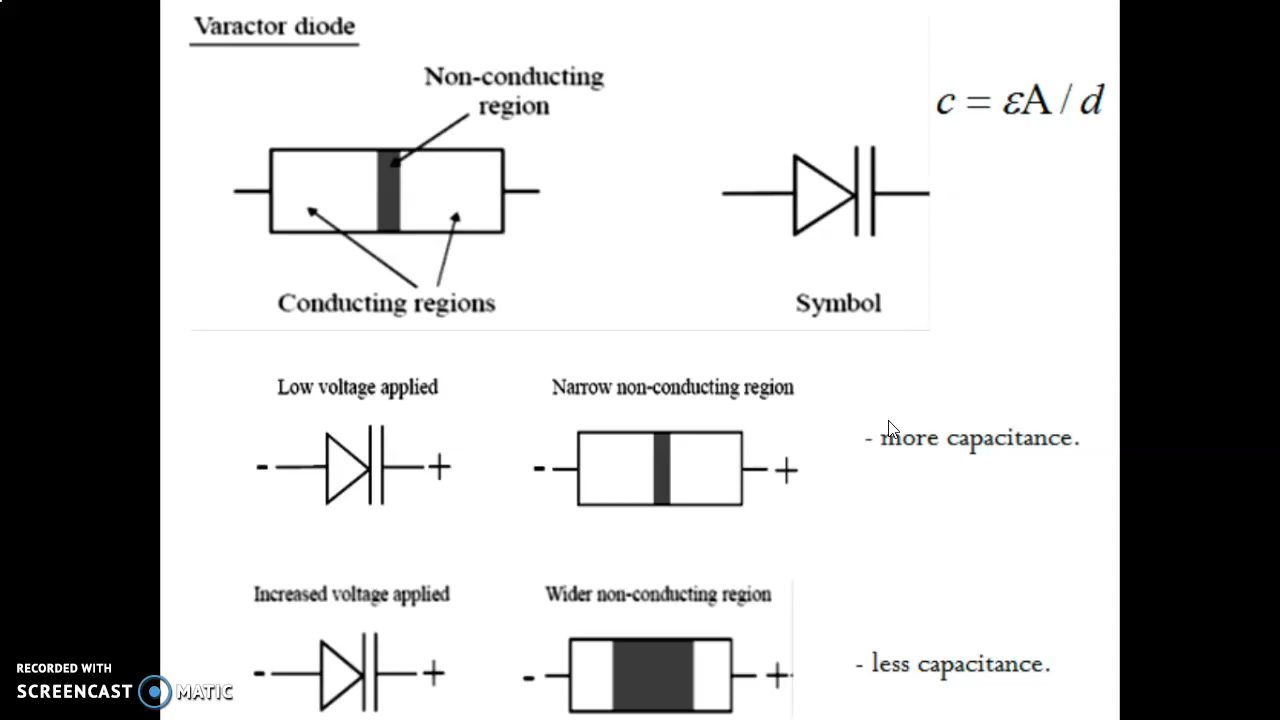 Varactor diode
Non-conducting
region
c = εA / d
Conducting regions
Symbol
Low voltage applied
Narrow non-conducting region
- more capacitance.
- +
- +
Increased voltage applied
Wider non-conducting region
- less capacitance.
- +
- +
RECORDED WITH
SCREENCAST MATIC